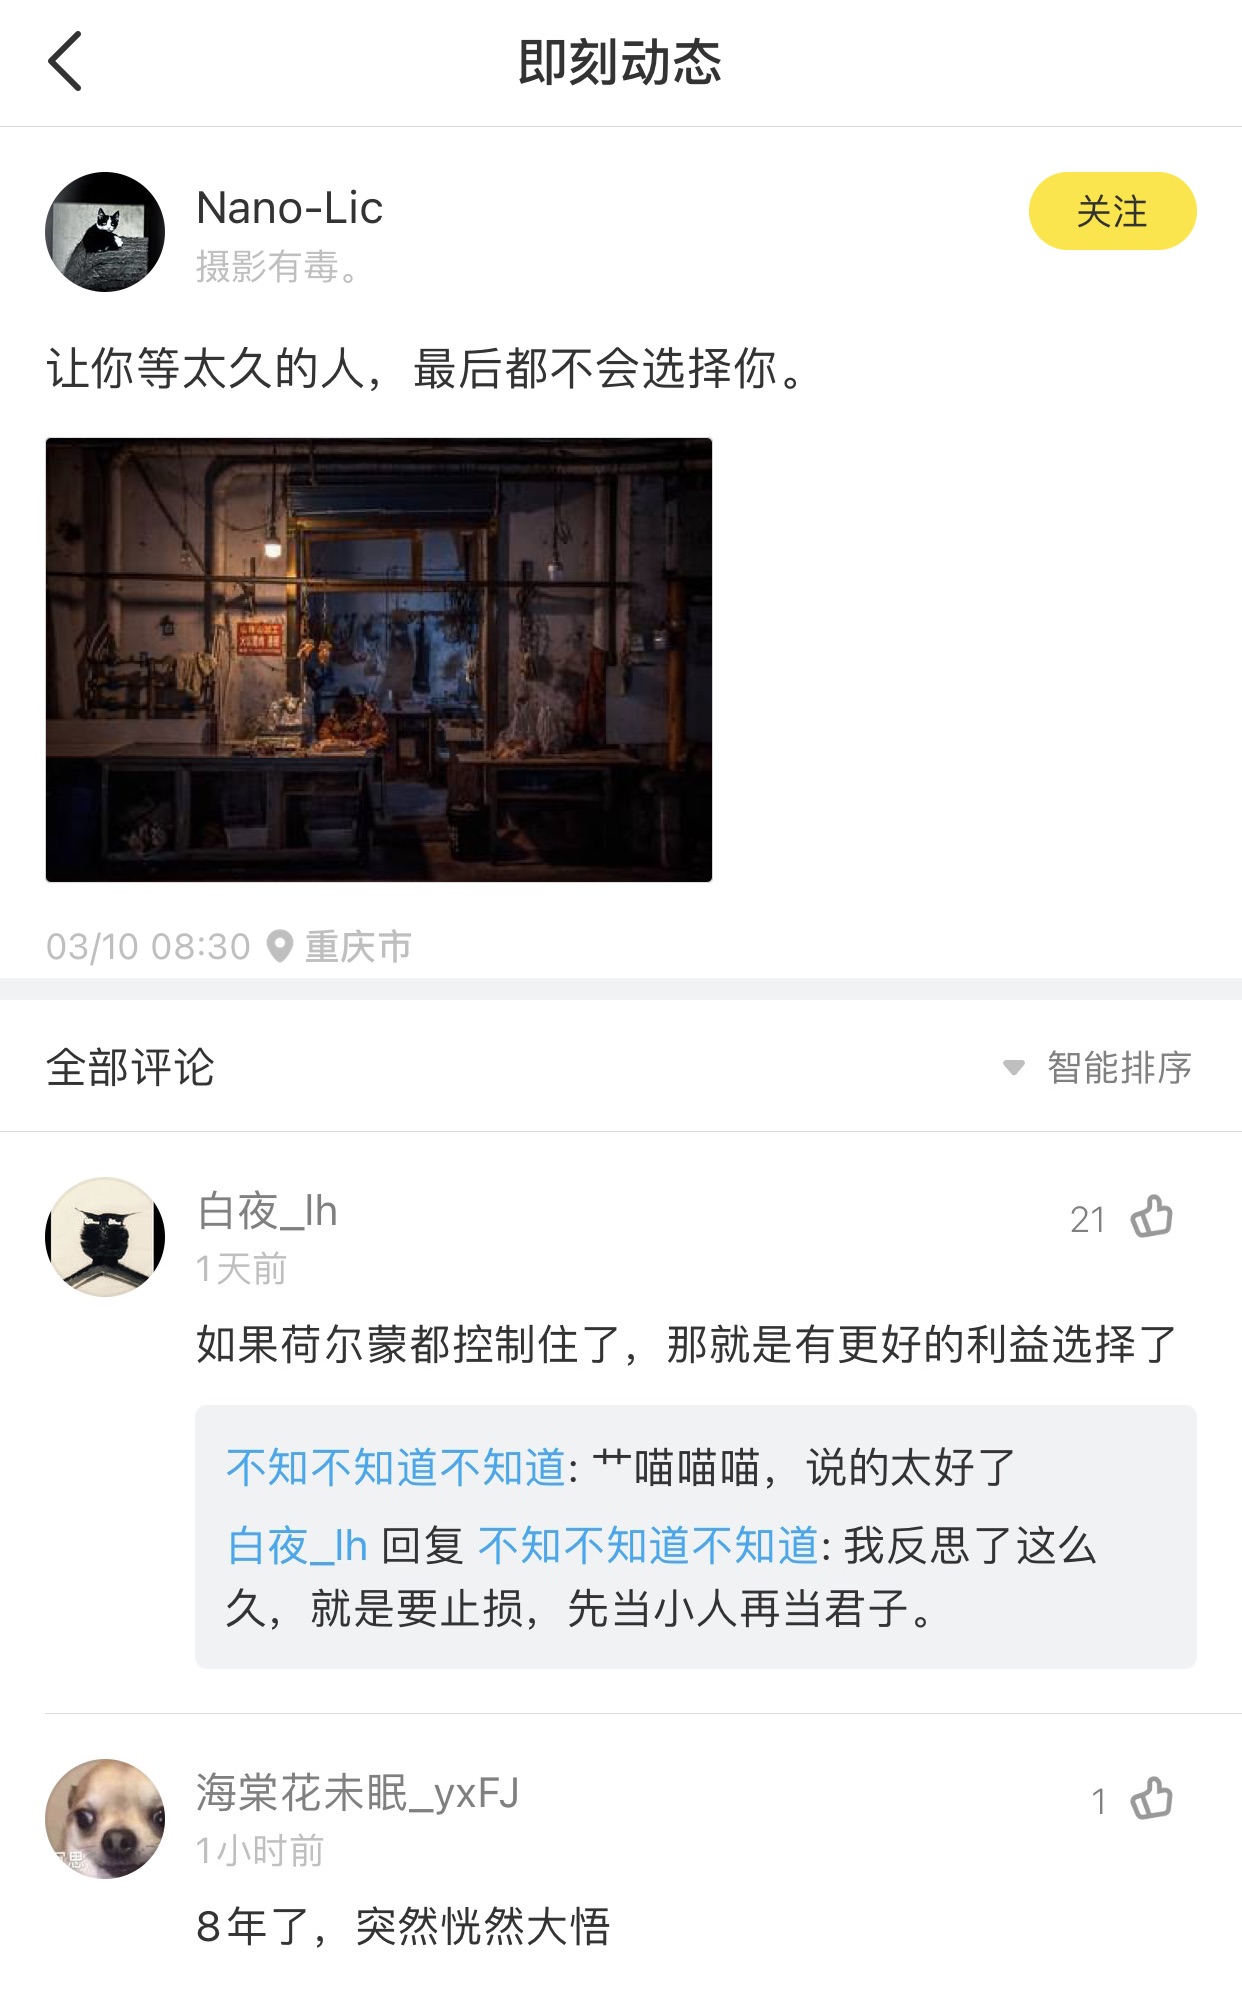 即刻动态
Nano-Lic
关注
摄影有毒。
让你等太久的人，最后都不会选择你。
03/10 08:30 重庆市
全部评论
智能排序
白夜_lh
21
1天前
如果荷尔蒙都控制住了，那就是有更好的利益选择了
不知不知道不知道: 艹喵喵喵，说的太好了
白夜_lh 回复 不知不知道不知道: 我反思了这么
久，就是要止损，先当小人再当君子。
海棠花未眠_yxFJ
1
1小时前
8年了，突然恍然大悟